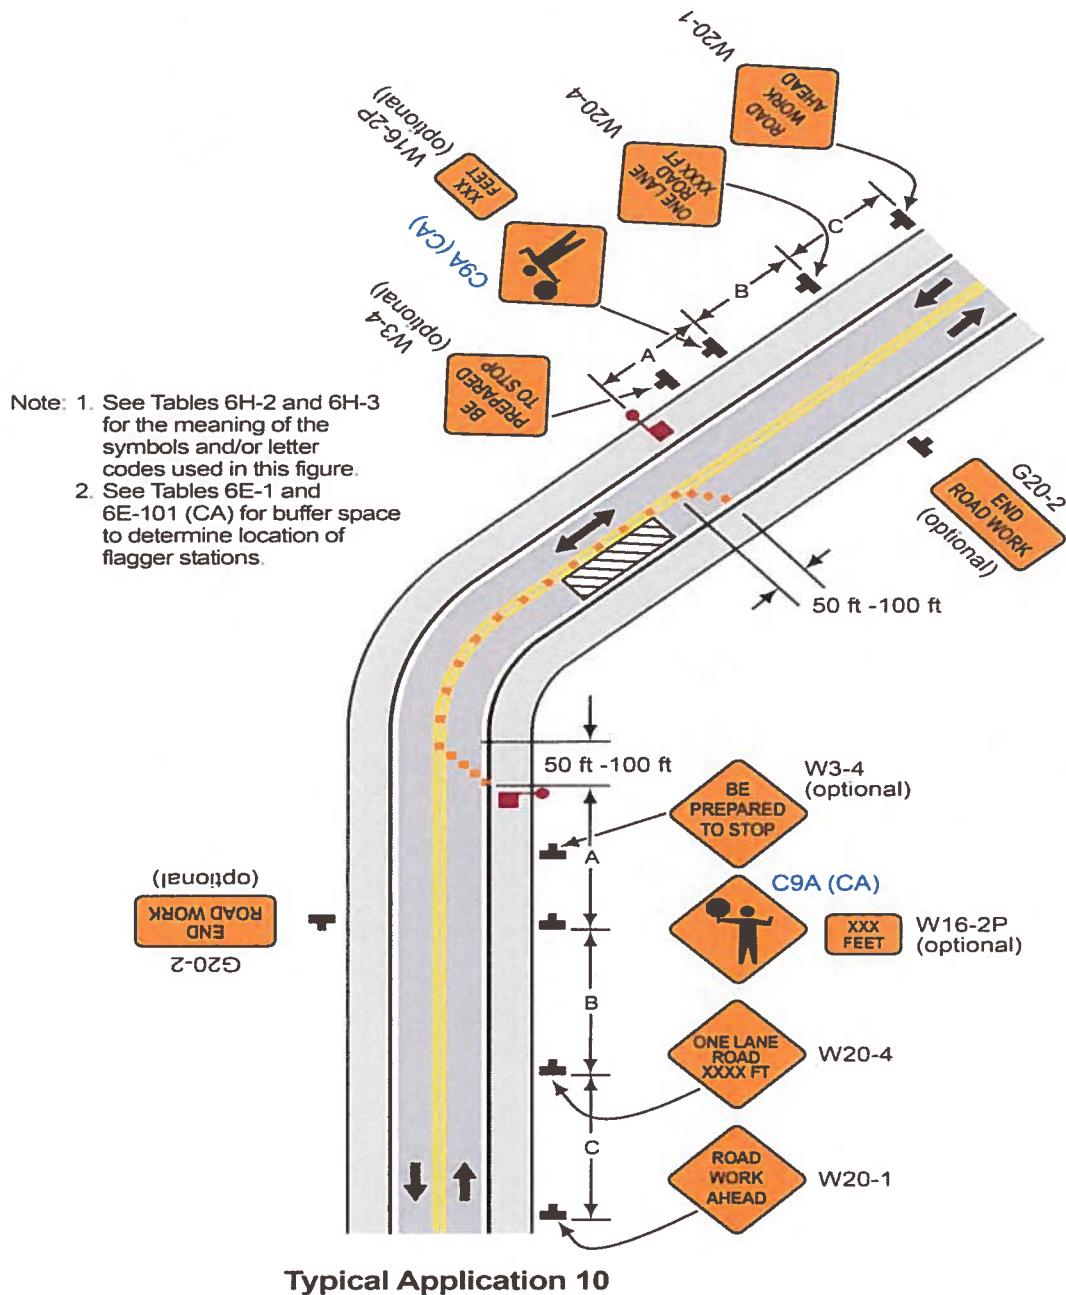 W20-1
ROAD
WORK
AHEAD
W20-4
ONE LANE
ROAD
XXXX FT
W16-2P
(optional)
XXX
FEET
C9A (CA)
W3-4
(optional)
BE
PREPARED
TO STOP
C
B
A
Note: 1. See Tables 6H-2 and 6H-3
for the meaning of the
symbols and/or letter
codes used in this figure.
2. See Tables 6E-1 and
6E-101 (CA) for buffer space
to determine location of
flagger stations.
G20-2
END
ROAD WORK
(optional)
50 ft -100 ft
50 ft -100 ft
A
B
C
BE
PREPARED
TO STOP
W3-4
(optional)
C9A (CA)
XXX
FEET
W16-2P
(optional)
G20-2
END
ROAD WORK
(optional)
ONE LANE
ROAD
XXXX FT
W20-4
ROAD
WORK
AHEAD
W20-1
Typical Application 10